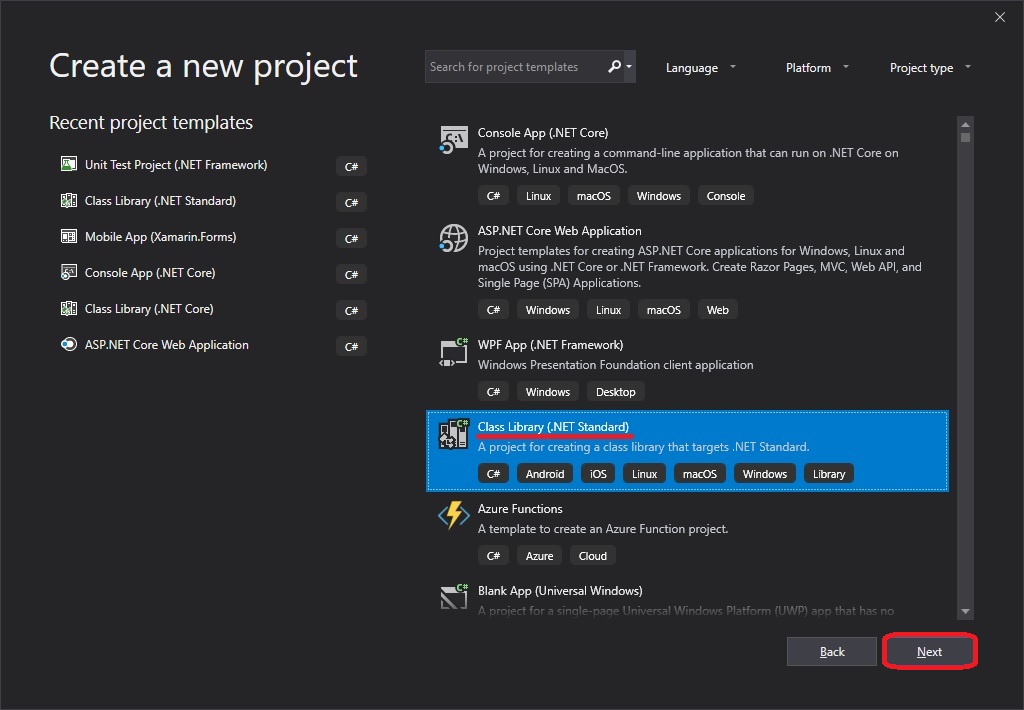 Create a new project
Search for project templates
Language
Platform
Project type
Recent project templates
Unit Test Project (.NET Framework)
C#
Class Library (.NET Standard)
C#
Mobile App (Xamarin.Forms)
C#
Console App (.NET Core)
C#
Class Library (.NET Core)
C#
ASP.NET Core Web Application
C#
Console App (.NET Core)
A project for creating a command-line application that can run on .NET Core on
Windows, Linux and MacOS.
C# Linux macOS Windows Console
ASP.NET Core Web Application
Project templates for creating ASP.NET Core applications for Windows, Linux and
macOS using .NET Core or .NET Framework. Create Razor Pages, MVC, Web API, and
Single Page (SPA) Applications.
C# Windows Linux macOS Web
WPF App (.NET Framework)
Windows Presentation Foundation client application
C# Windows Desktop
Class Library (.NET Standard)
A project for creating a class library that targets .NET Standard.
C# Android iOS Linux macOS Windows Library
Azure Functions
A template to create an Azure Function project.
C# Azure Cloud
Blank App (Universal Windows)
A project for a single-page Universal Windows Platform (UWP) app that has no
Back
Next